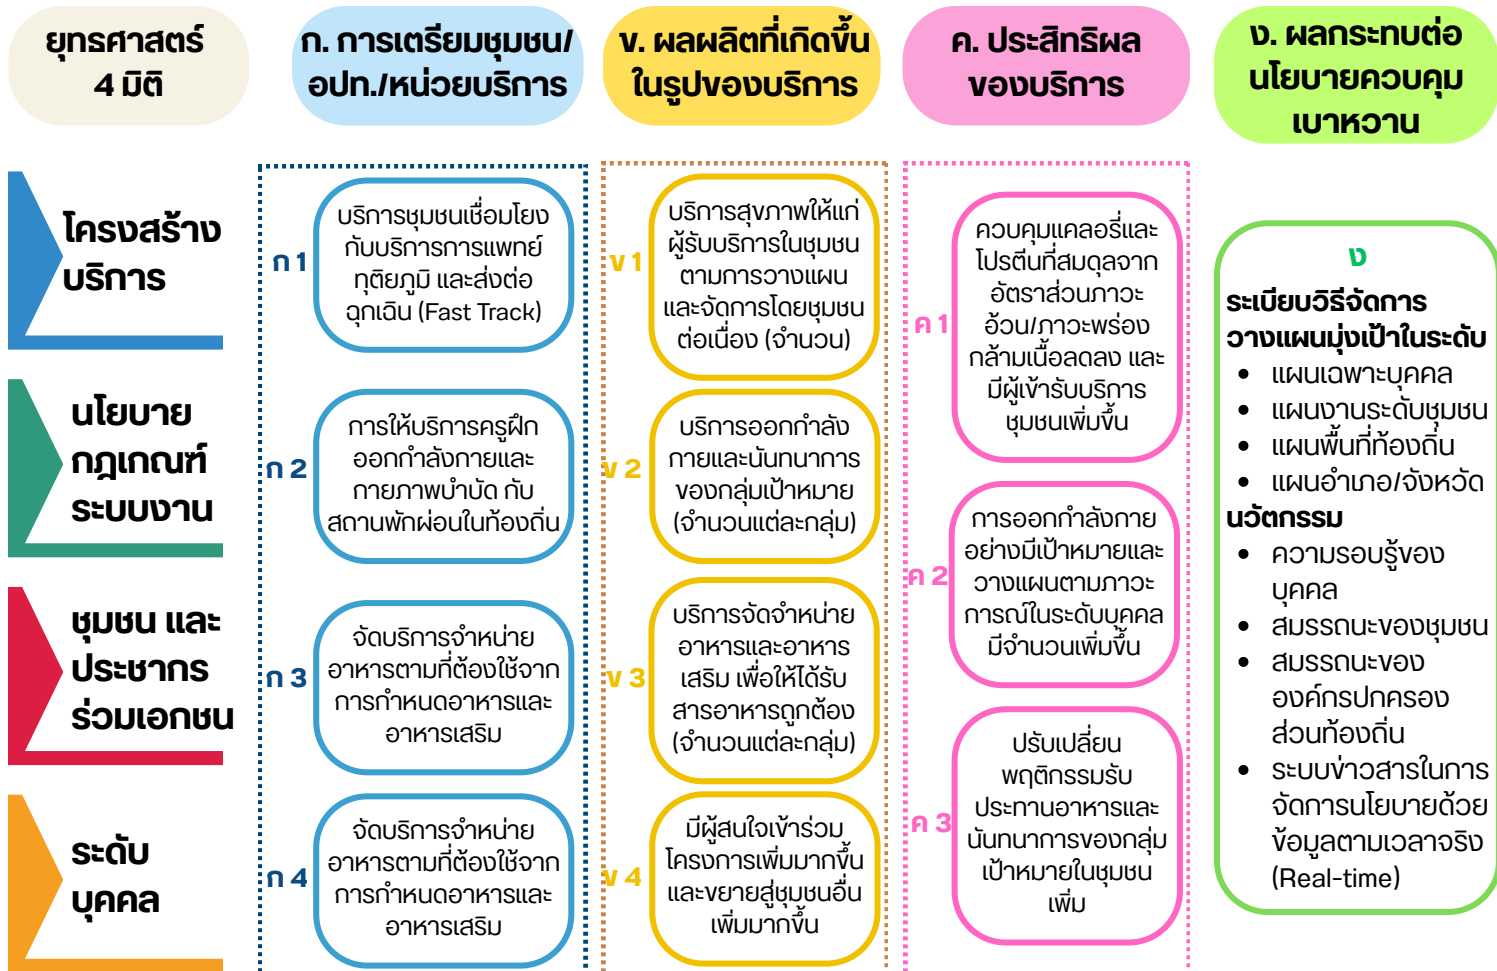 ยุทธศาสตร์
4 มิติ
ก. การเตรียมชุมชน/
อปท./หน่วยบริการ
ข. ผลผลิตที่เกิดขึ้น
ในรูปของบริการ
ค. ประสิทธิผล
ของบริการ
ง. ผลกระทบต่อ
นโยบายควบคุม
เบาหวาน
โครงสร้าง
บริการ
นโยบาย
กฎเกณฑ์
ระบบงาน
ชุมชน และ
ประชากร
ร่วมเอกชน
ระดับ
บุคคล
ก 1
บริการชุมชนเชื่อมโยง
กับบริการการแพทย์
ทุติยภูมิ และส่งต่อ
ฉุกเฉิน (Fast Track)
ก 2
การให้บริการครูฝึก
ออกกำลังกายและ
กายภาพบำบัด กับ
สถานพักผ่อนในท้องถิ่น
ก 3
จัดบริการจำหน่าย
อาหารตามที่ต้องใช้จาก
การกำหนดอาหารและ
อาหารเสริม
ก 4
จัดบริการจำหน่าย
อาหารตามที่ต้องใช้จาก
การกำหนดอาหารและ
อาหารเสริม
ข 1
บริการสุขภาพให้แก่
ผู้รับบริการในชุมชน
ตามการวางแผน
และจัดการโดยชุมชน
ต่อเนื่อง (จำนวน)
ข 2
บริการออกกำลัง
กายและนันทนาการ
ของกลุ่มเป้าหมาย
(จำนวนแต่ละกลุ่ม)
ข 3
บริการจัดจำหน่าย
อาหารและอาหาร
เสริม เพื่อให้ได้รับ
สารอาหารถูกต้อง
(จำนวนแต่ละกลุ่ม)
ข 4
มีผู้สนใจเข้าร่วม
โครงการเพิ่มมากขึ้น
และขยายสู่ชุมชนอื่น
เพิ่มมากขึ้น
ค 1
ควบคุมแคลอรี่และ
โปรตีนที่สมดุลจาก
อัตราส่วนภาวะ
อ้วน/ภาวะพร่อง
กล้ามเนื้อลดลง และ
มีผู้เข้ารับบริการ
ชุมชนเพิ่มขึ้น
ค 2
การออกกำลังกาย
อย่างมีเป้าหมายและ
วางแผนตามภาวะ
การณ์ในระดับบุคคล
มีจำนวนเพิ่มขึ้น
ค 3
ปรับเปลี่ยน
พฤติกรรมรับ
ประทานอาหารและ
นันทนาการของกลุ่ม
เป้าหมายในชุมชน
เพิ่ม
ง
ระเบียบวิธีจัดการ
วางแผนมุ่งเป้าในระดับ
• แผนเฉพาะบุคคล
• แผนงานระดับชุมชน
• แผนพื้นที่ท้องถิ่น
• แผนอำเภอ/จังหวัด
นวัตกรรม
• ความรอบรู้ของ
บุคคล
• สมรรถนะของชุมชน
• สมรรถนะของ
องค์กรปกครอง
ส่วนท้องถิ่น
• ระบบข่าวสารในการ
จัดการนโยบายด้วย
ข้อมูลตามเวลาจริง
(Real-time)